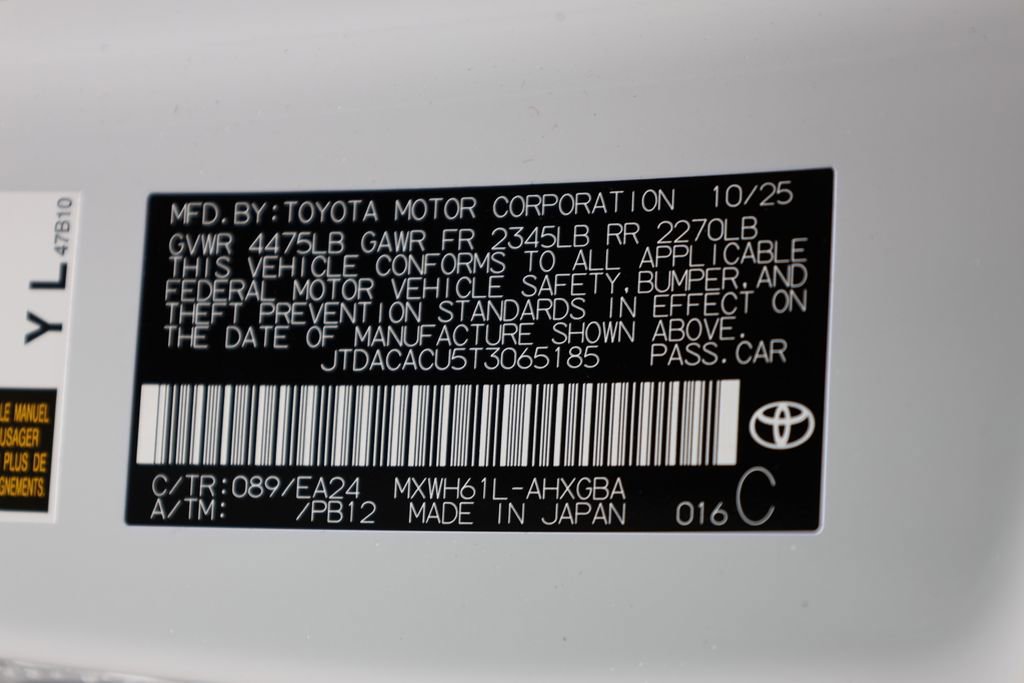 47B10
YL
LE MANUEL
USAGER
PLUS DE
GNEMENTS.
MFD.BY:TOYOTA MOTOR CORPORATION 10/25
GVWR 4475LB GAWR FR 2345LB RR 2270LB
THIS VEHICLE CONFORMS TO ALL APPLICABLE
FEDERAL MOTOR VEHICLE SAFETY,BUMPER,AND
THEFT PREVENTION STANDARDS IN EFFECT ON
THE DATE OF MANUFACTURE SHOWN ABOVE.
JTDACACU5T3065185 PASS.CAR
C/TR:089/EA24 MXWH61L-AHXGBA
A/TM: /PB12 MADE IN JAPAN 016 C